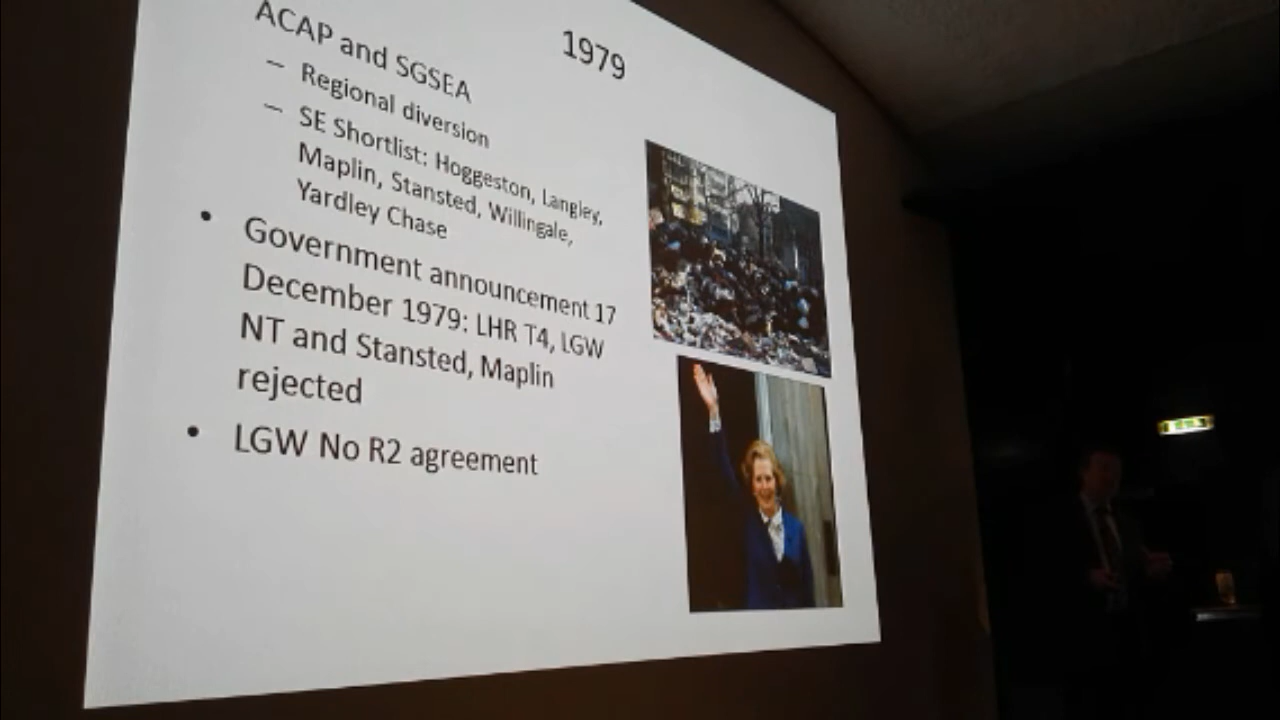 1979
ACAP and SGSEA
– Regional diversion
– SE Shortlist: Hoggeston, Langley,
Maplin, Stansted, Willingale,
Yardley Chase
• Government announcement 17
December 1979: LHR T4, LGW
NT and Stansted, Maplin
rejected
• LGW No R2 agreement